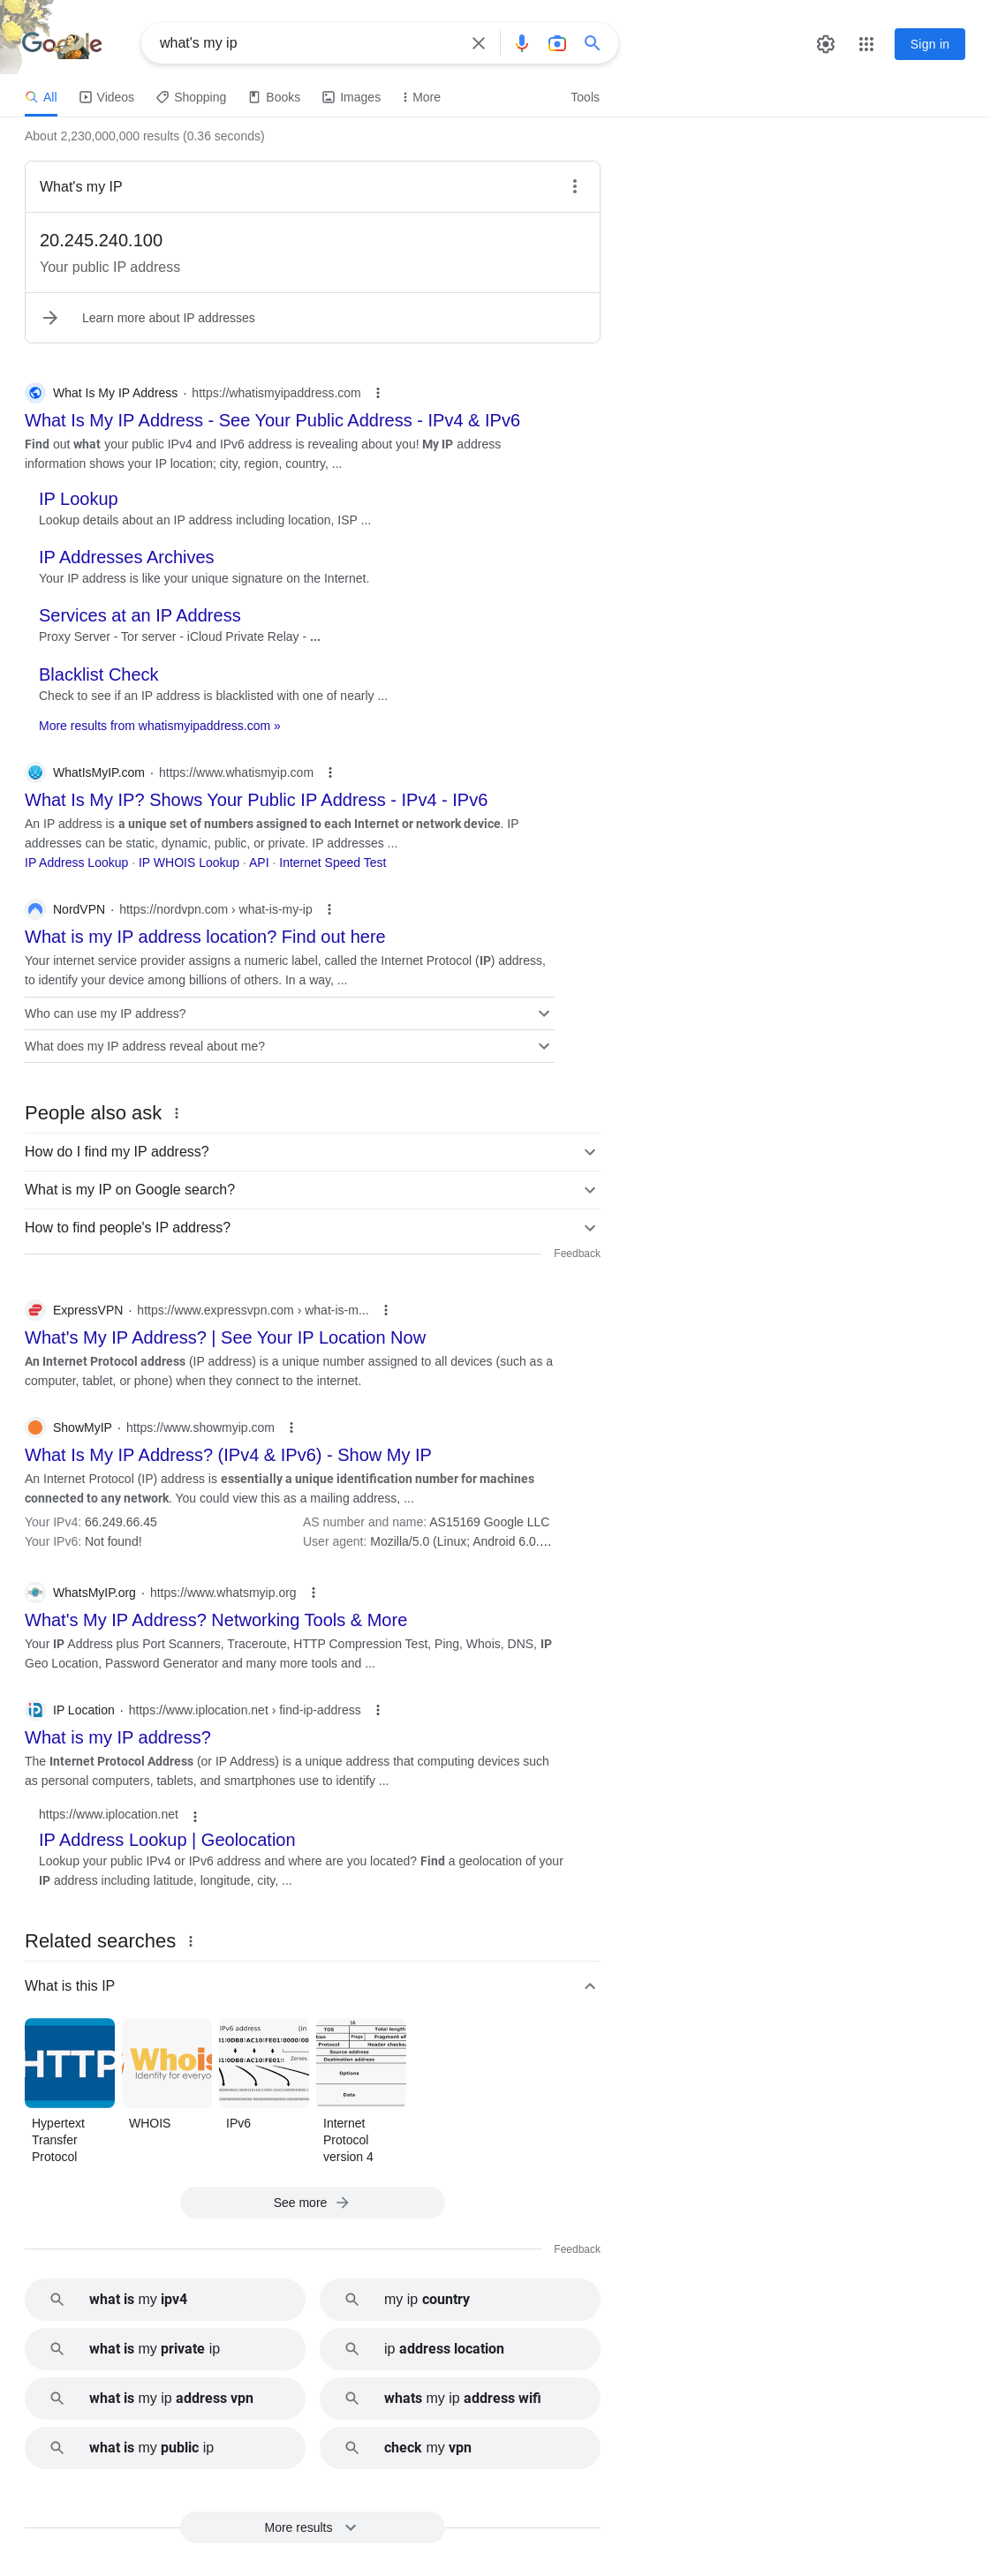 Google
what's my ip
Sign in
All
Videos
Shopping
Books
Images
More
Tools
About 2,230,000,000 results (0.36 seconds)
What's my IP
20.245.240.100
Your public IP address
Learn more about IP addresses
What Is My IP Address · https://whatismyipaddress.com
What Is My IP Address - See Your Public Address - IPv4 & IPv6
Find out what your public IPv4 and IPv6 address is revealing about you! My IP address
information shows your IP location; city, region, country, ...
IP Lookup
Lookup details about an IP address including location, ISP ...
IP Addresses Archives
Your IP address is like your unique signature on the Internet.
Services at an IP Address
Proxy Server - Tor server - iCloud Private Relay - ...
Blacklist Check
Check to see if an IP address is blacklisted with one of nearly ...
More results from whatismyipaddress.com »
WhatIsMyIP.com · https://www.whatismyip.com
What Is My IP? Shows Your Public IP Address - IPv4 - IPv6
An IP address is a unique set of numbers assigned to each Internet or network device. IP
addresses can be static, dynamic, public, or private. IP addresses ...
IP Address Lookup · IP WHOIS Lookup · API · Internet Speed Test
NordVPN · https://nordvpn.com › what-is-my-ip
What is my IP address location? Find out here
Your internet service provider assigns a numeric label, called the Internet Protocol (IP) address,
to identify your device among billions of others. In a way, ...
Who can use my IP address?
What does my IP address reveal about me?
People also ask
How do I find my IP address?
What is my IP on Google search?
How to find people's IP address?
Feedback
ExpressVPN · https://www.expressvpn.com › what-is-m...
What's My IP Address? | See Your IP Location Now
An Internet Protocol address (IP address) is a unique number assigned to all devices (such as a
computer, tablet, or phone) when they connect to the internet.
ShowMyIP · https://www.showmyip.com
What Is My IP Address? (IPv4 & IPv6) - Show My IP
An Internet Protocol (IP) address is essentially a unique identification number for machines
connected to any network. You could view this as a mailing address, ...
Your IPv4: 66.249.66.45
AS number and name: AS15169 Google LLC
Your IPv6: Not found!
User agent: Mozilla/5.0 (Linux; Android 6.0....
WhatsMyIP.org · https://www.whatsmyip.org
What's My IP Address? Networking Tools & More
Your IP Address plus Port Scanners, Traceroute, HTTP Compression Test, Ping, Whois, DNS, IP
Geo Location, Password Generator and many more tools and ...
IP Location · https://www.iplocation.net › find-ip-address
What is my IP address?
The Internet Protocol Address (or IP Address) is a unique address that computing devices such
as personal computers, tablets, and smartphones use to identify ...
https://www.iplocation.net
IP Address Lookup | Geolocation
Lookup your public IPv4 or IPv6 address and where are you located? Find a geolocation of your
IP address including latitude, longitude, city, ...
Related searches
What is this IP
HTTP
Whois
Identity for everyo
IPv6 address (in
Zeroes
16
TOS
Total length
Flags
Fragment of
Protocol
Header checksu
Source address
Destination address
Options
Data
Hypertext
Transfer
Protocol
WHOIS
IPv6
Internet
Protocol
version 4
See more
Feedback
what is my ipv4
my ip country
what is my private ip
ip address location
what is my ip address vpn
whats my ip address wifi
what is my public ip
check my vpn
More results